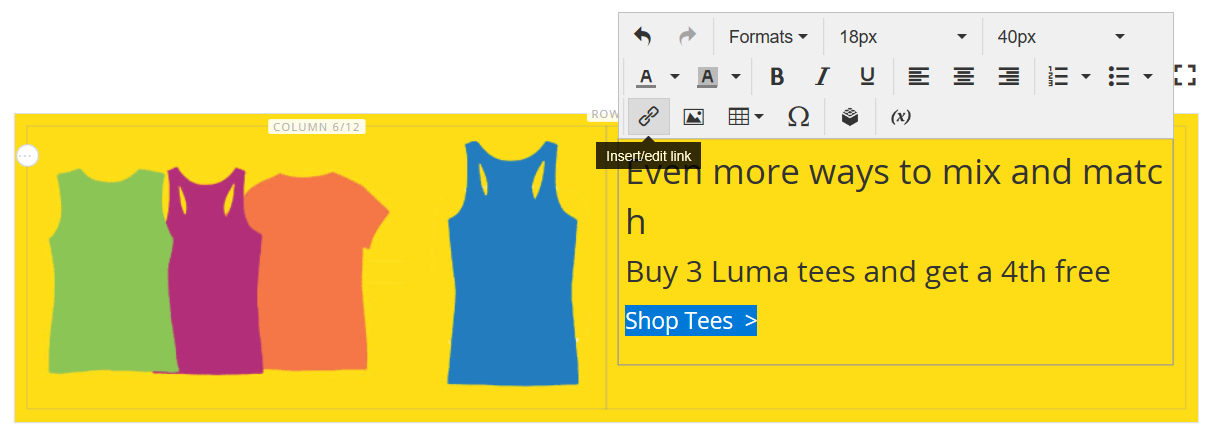 Formats 18px 40px
A A B I U
Ω (x)
ROW
COLUMN 6/12
Insert/edit link
Even more ways to mix and matc
h
Buy 3 Luma tees and get a 4th free
Shop Tees >